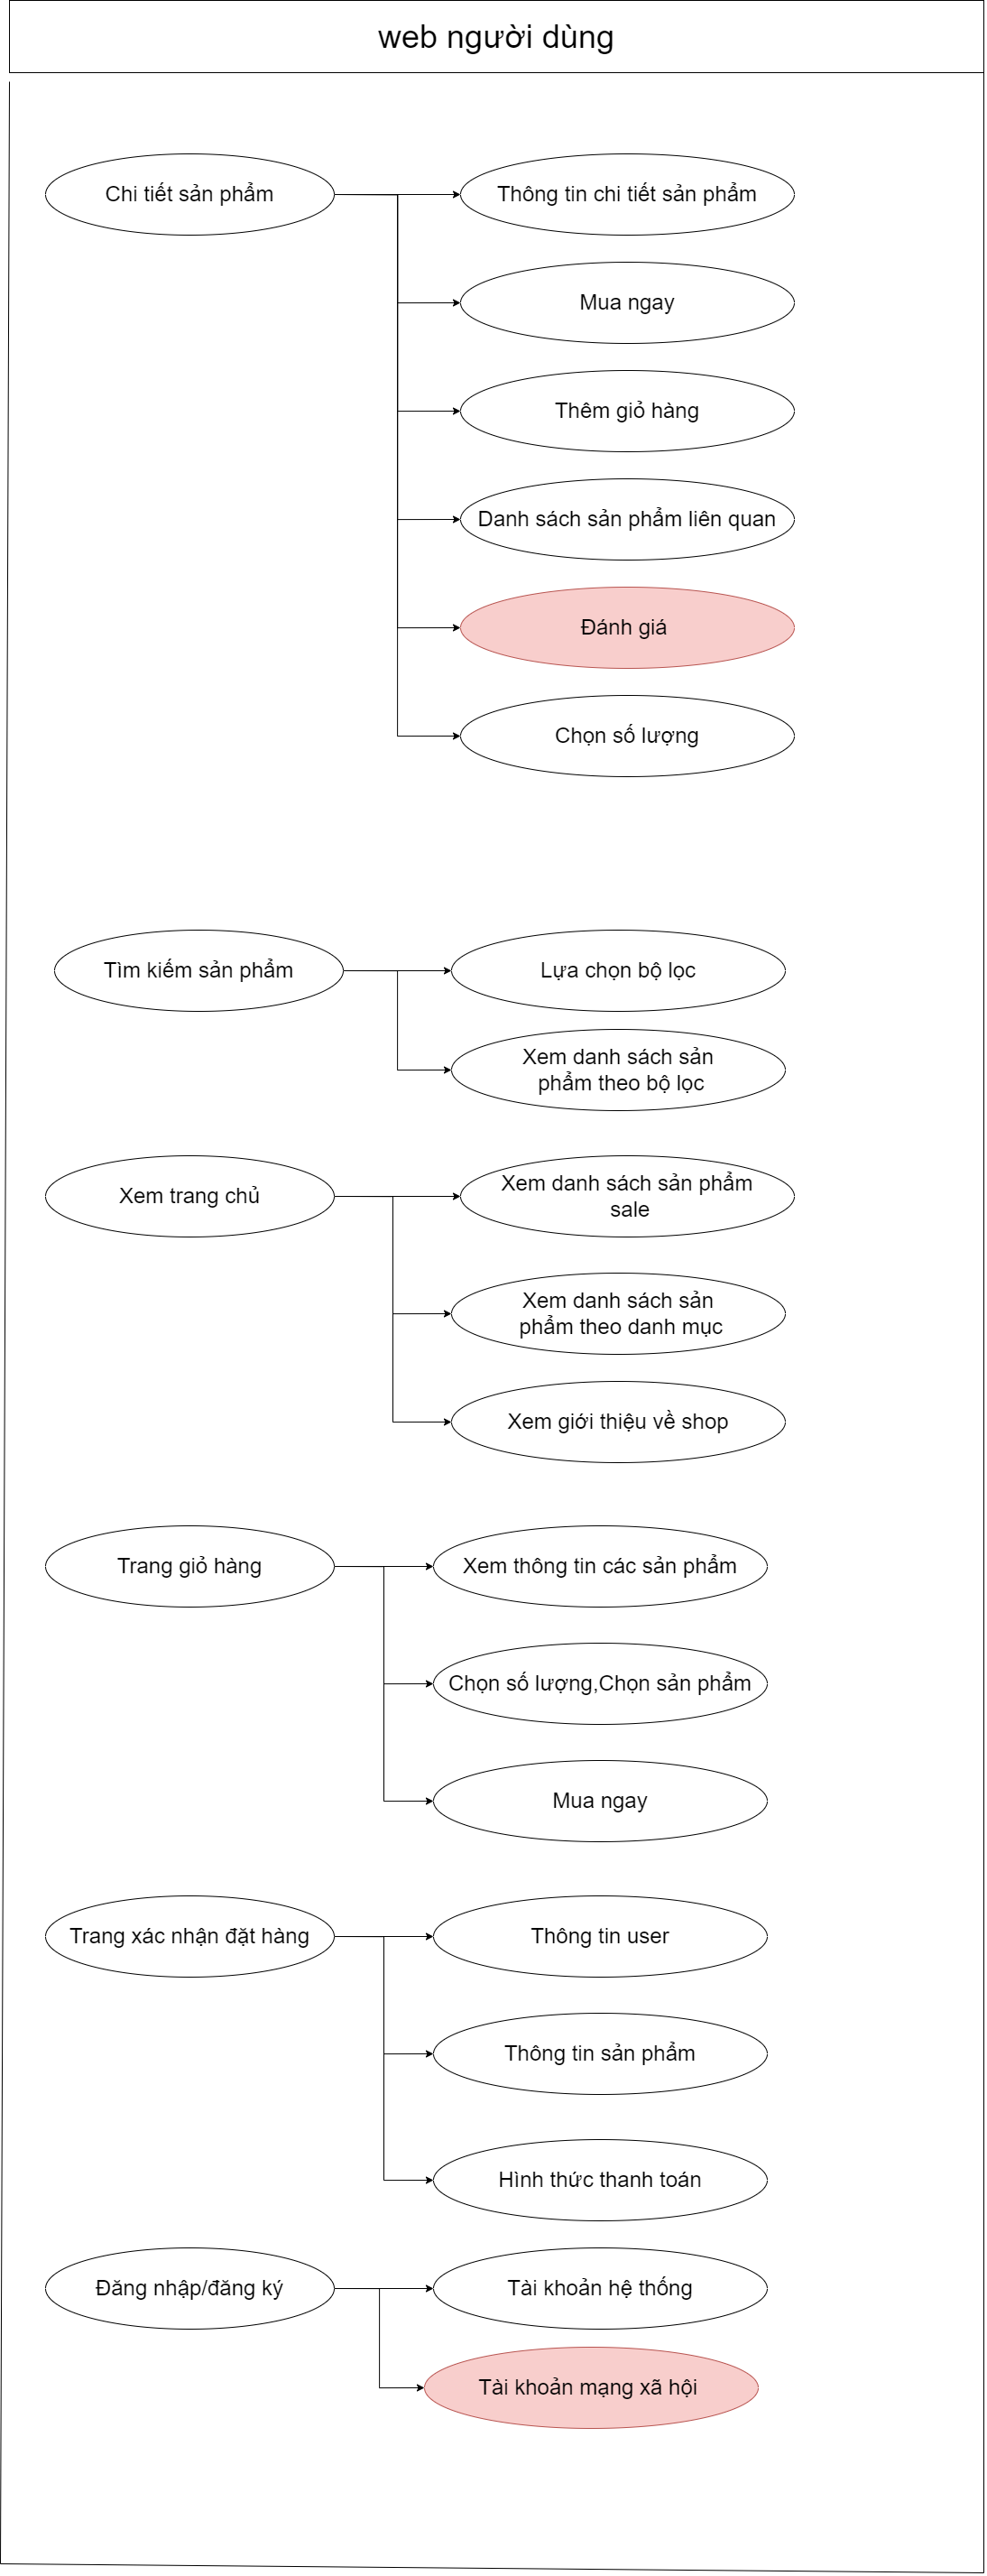 web người dùng
Chi tiết sản phẩm
Thông tin chi tiết sản phẩm
Mua ngay
Thêm giỏ hàng
Danh sách sản phẩm liên quan
Đánh giá
Chọn số lượng
Tìm kiếm sản phẩm
Lựa chọn bộ lọc
Xem danh sách sản
phẩm theo bộ lọc
Xem trang chủ
Xem danh sách sản phẩm
sale
Xem danh sách sản
phẩm theo danh mục
Xem giới thiệu về shop
Trang giỏ hàng
Xem thông tin các sản phẩm
Chọn số lượng,Chọn sản phẩm
Mua ngay
Trang xác nhận đặt hàng
Thông tin user
Thông tin sản phẩm
Hình thức thanh toán
Đăng nhập/đăng ký
Tài khoản hệ thống
Tài khoản mạng xã hội